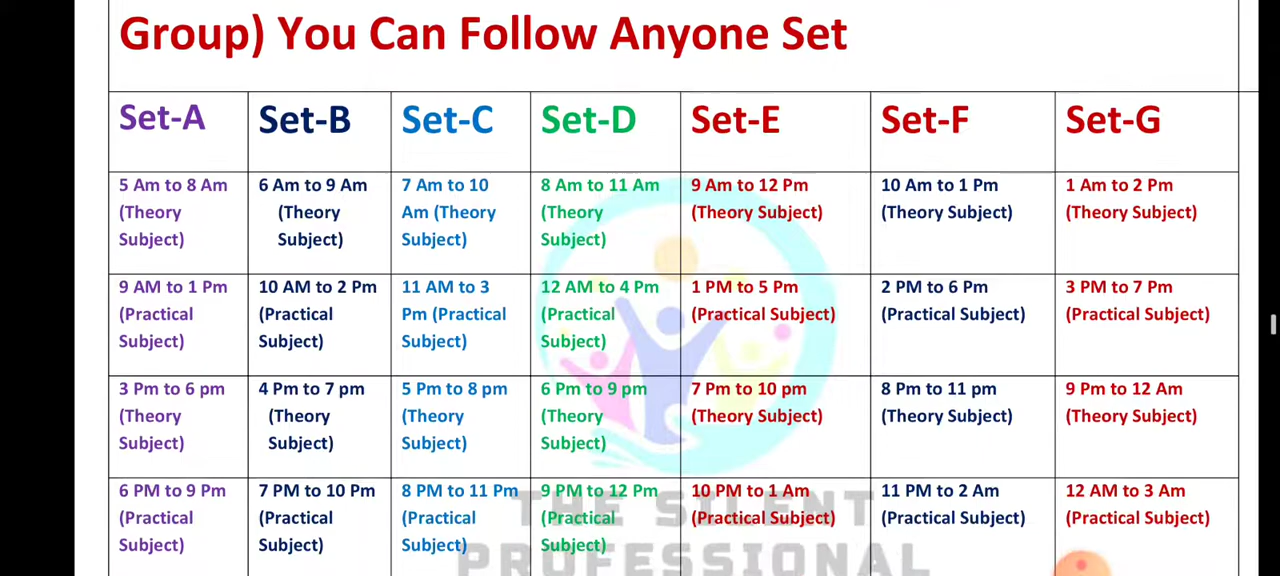 Group) You Can Follow Anyone Set
Set-A
Set-B
Set-C
Set-D
Set-E
Set-F
Set-G
5 Am to 8 Am
(Theory
Subject)
6 Am to 9 Am
(Theory
Subject)
7 Am to 10
Am (Theory
Subject)
8 Am to 11 Am
(Theory
Subject)
9 Am to 12 Pm
(Theory Subject)
10 Am to 1 Pm
(Theory Subject)
1 Am to 2 Pm
(Theory Subject)
9 AM to 1 Pm
(Practical
Subject)
10 AM to 2 Pm
(Practical
Subject)
11 AM to 3
Pm (Practical
Subject)
12 AM to 4 Pm
(Practical
Subject)
1 PM to 5 Pm
(Practical Subject)
2 PM to 6 Pm
(Practical Subject)
3 PM to 7 Pm
(Practical Subject)
3 Pm to 6 pm
(Theory
Subject)
4 Pm to 7 pm
(Theory
Subject)
5 Pm to 8 pm
(Theory
Subject)
6 Pm to 9 pm
(Theory
Subject)
7 Pm to 10 pm
(Theory Subject)
8 Pm to 11 pm
(Theory Subject)
9 Pm to 12 Am
(Theory Subject)
6 PM to 9 Pm
(Practical
Subject)
7 PM to 10 Pm
(Practical
Subject)
8 PM to 11 Pm
(Practical
Subject)
9 PM to 12 Pm
(Practical
Subject)
10 PM to 1 Am
(Practical Subject)
11 PM to 2 Am
(Practical Subject)
12 AM to 3 Am
(Practical Subject)
THE SILENT
PROFESSIONAL